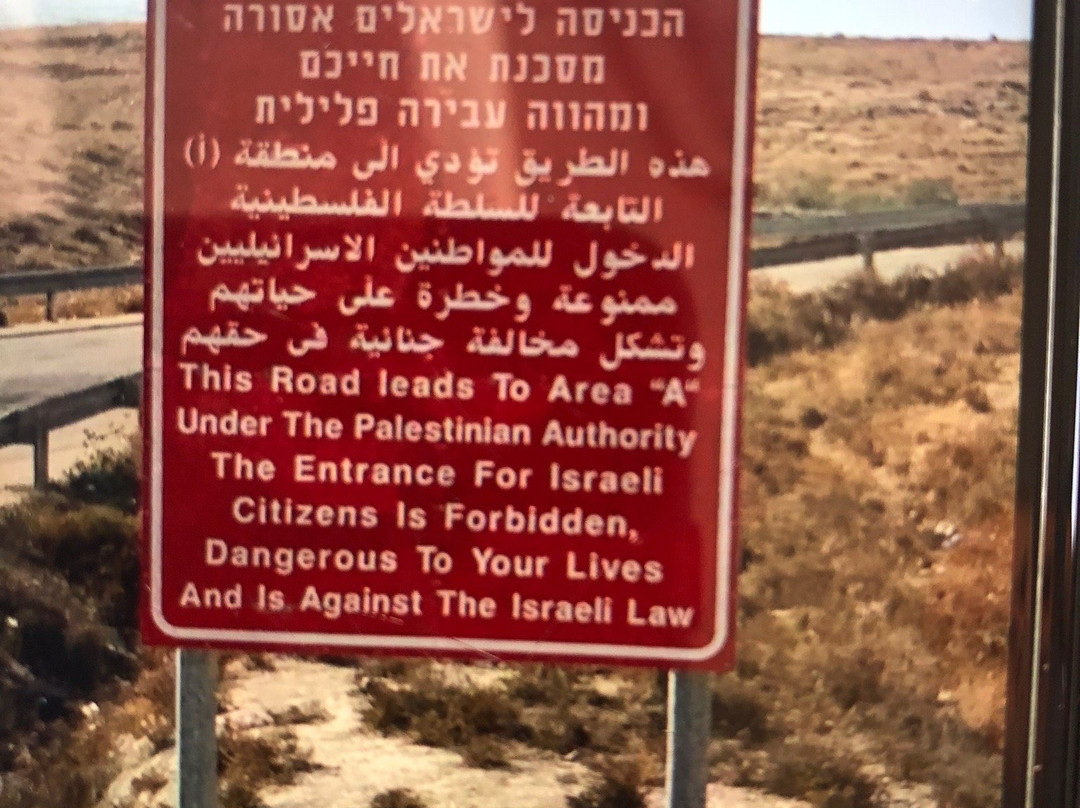 הכניסה לישראלים אסורה
מסכנת את חייכם
ומהווה עבירה פלילית
هذه الطريق تؤدي الى منطقة (أ)
التابعة للسلطة الفلسطينية
الدخول للمواطنين الاسرائيليين
ممنوعة وخطرة على حياتهم
وتشكل مخالفة جنائية في حقهم
This Road leads To Area "A"
Under The Palestinian Authority
The Entrance For Israeli
Citizens Is Forbidden,
Dangerous To Your Lives
And Is Against The Israeli Law